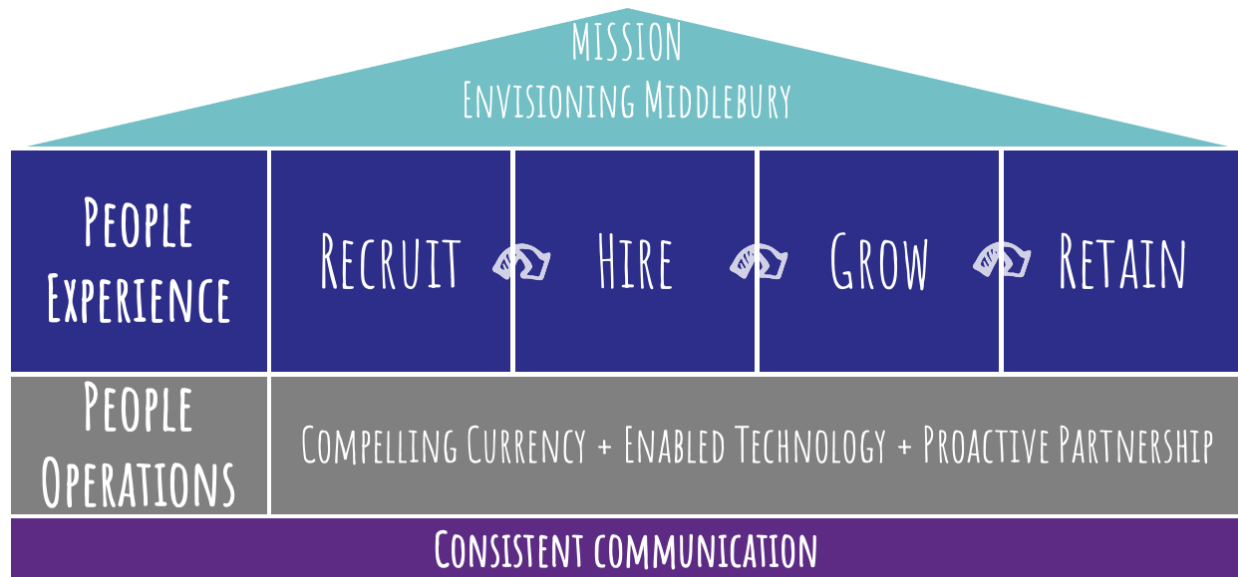 MISSION
ENVISIONING MIDDLEBURY
PEOPLE
EXPERIENCE
RECRUIT
HIRE
GROW
RETAIN
PEOPLE
OPERATIONS
COMPELLING CURRENCY + ENABLED TECHNOLOGY + PROACTIVE PARTNERSHIP
CONSISTENT COMMUNICATION